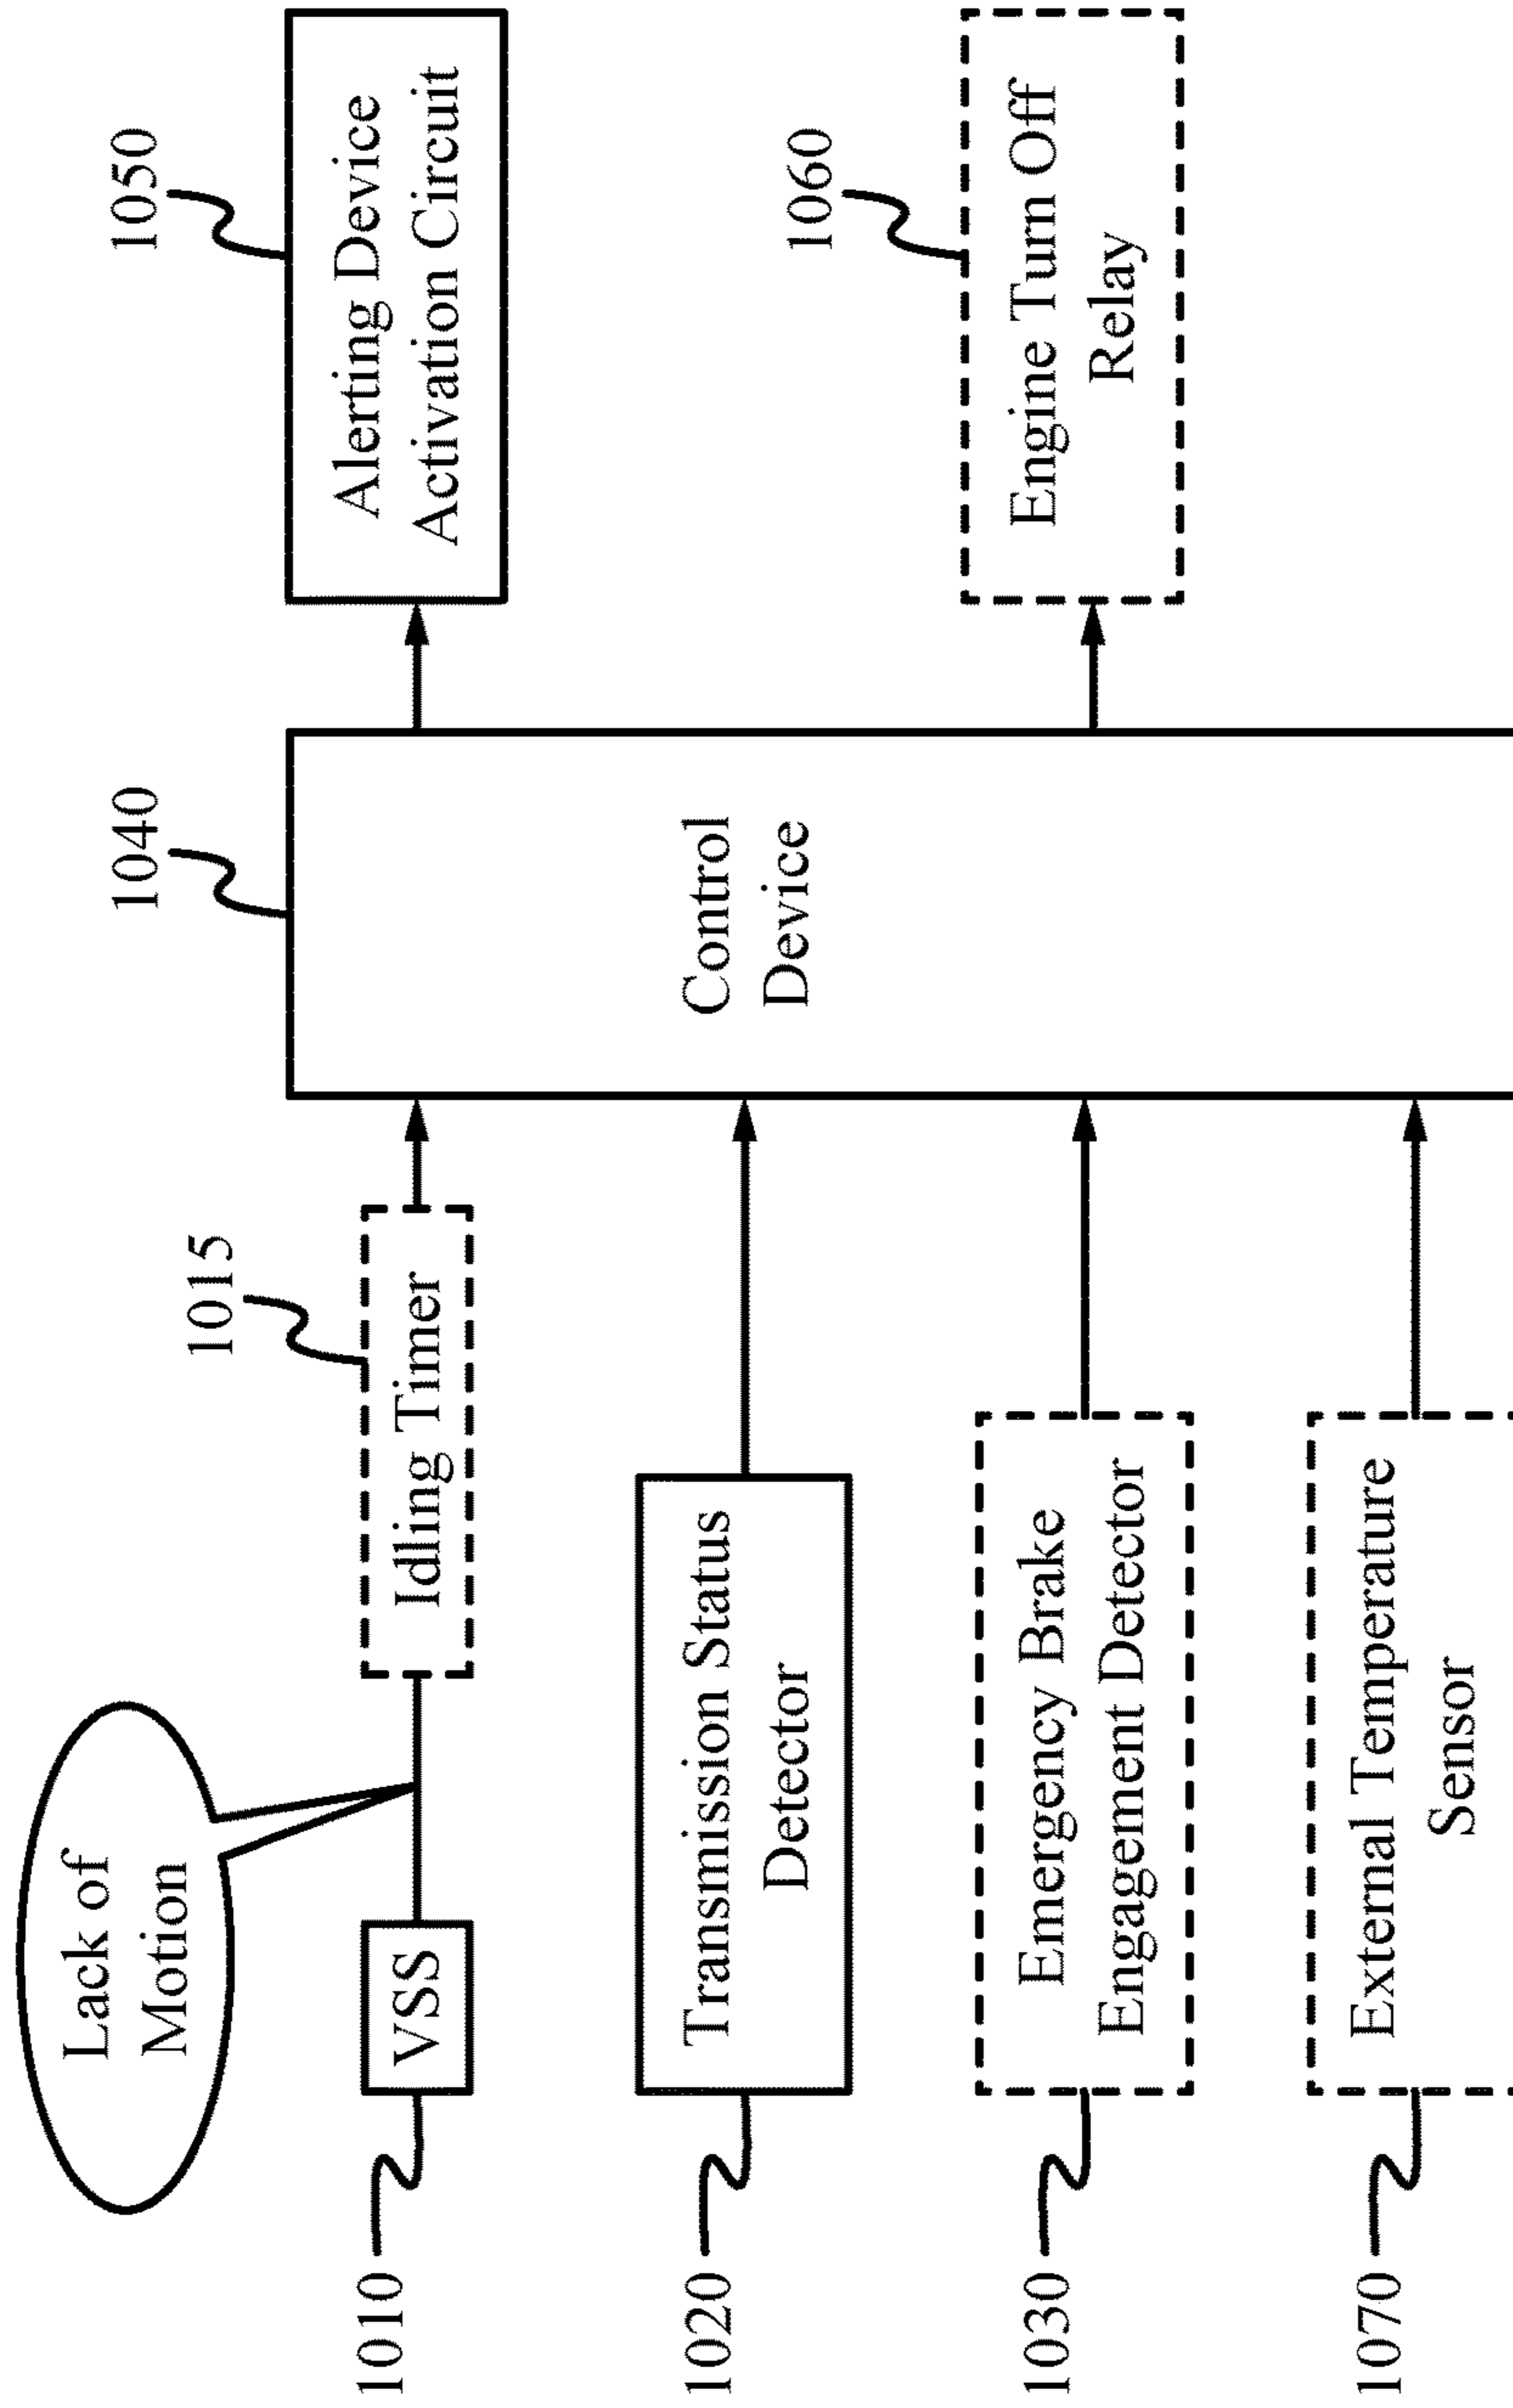 Lack of
Motion
1010
VSS
1015
Idling Timer
1040
Control
Device
1050
Alerting Device
Activation Circuit
1020
Transmission Status
Detector
1060
Engine Turn Off
Relay
1030
Emergency Brake
Engagement Detector
1070
External Temperature
Sensor